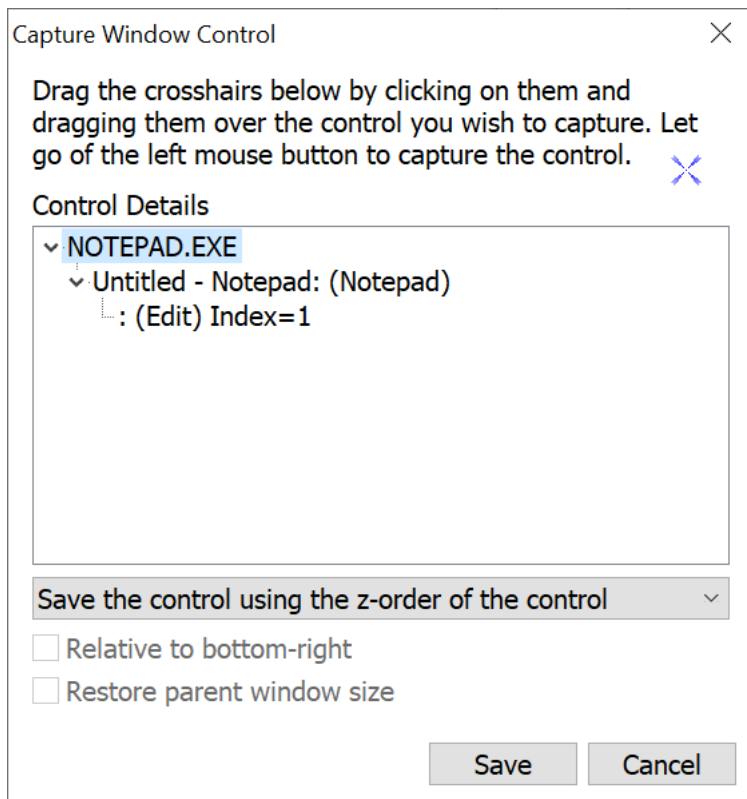 Capture Window Control
Drag the crosshairs below by clicking on them and
dragging them over the control you wish to capture. Let
go of the left mouse button to capture the control.
Control Details
NOTEPAD.EXE
Untitled - Notepad: (Notepad)
: (Edit) Index=1
Save the control using the z-order of the control
Relative to bottom-right
Restore parent window size
Save Cancel